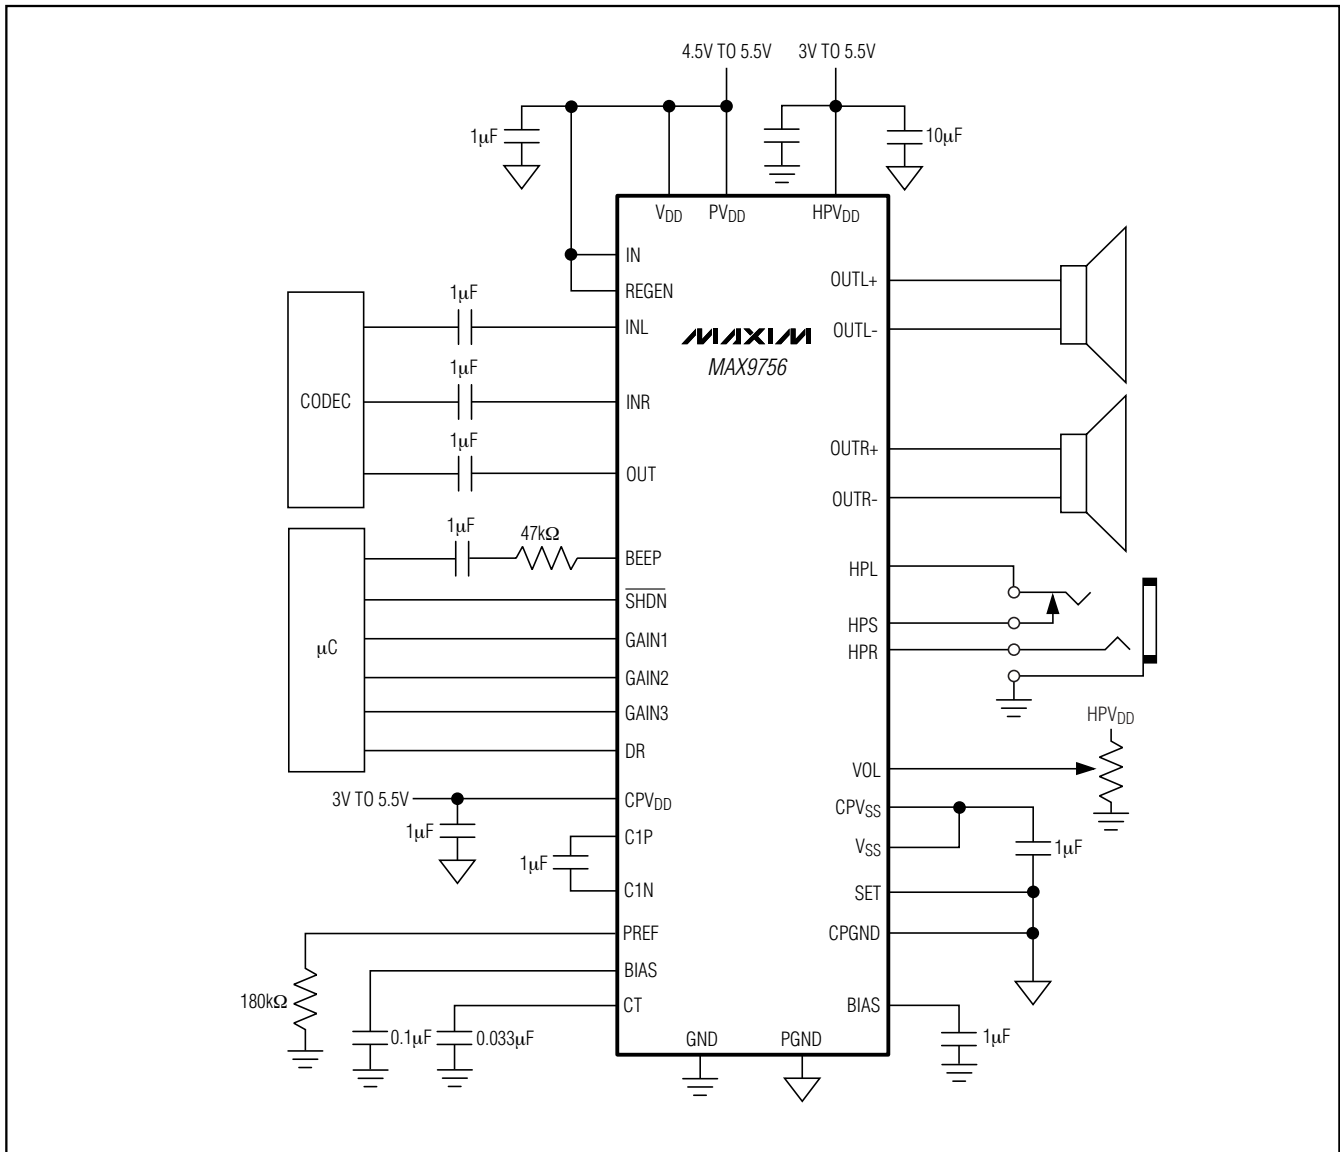 4.5V TO 5.5V
3V TO 5.5V
1μF
10μF
VDD
PVDD
HPVDD
IN
REGEN
INL
INR
OUT
BEEP
SHDN
GAIN1
GAIN2
GAIN3
DR
CPVDD
C1P
C1N
PREF
BIAS
CT
MAXIM
MAX9756
OUTL+
OUTL-
OUTR+
OUTR-
HPL
HPS
HPR
VOL
CPVSS
VSS
SET
CPGND
BIAS
GND
PGND
CODEC
1μF
1μF
1μF
μC
1μF
47kΩ
3V TO 5.5V
1μF
1μF
180kΩ
0.1μF
0.033μF
HPVDD
1μF
1μF